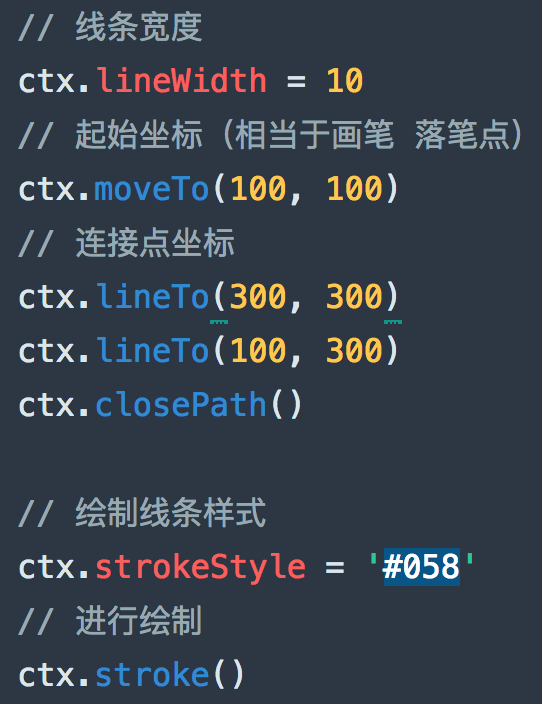 // 线条宽度
ctx.lineWidth = 10
// 起始坐标（相当于画笔 落笔点）
ctx.moveTo(100, 100)
// 连接点坐标
ctx.lineTo(300, 300)
ctx.lineTo(100, 300)
ctx.closePath()
// 绘制线条样式
ctx.strokeStyle = '#058'
// 进行绘制
ctx.stroke()